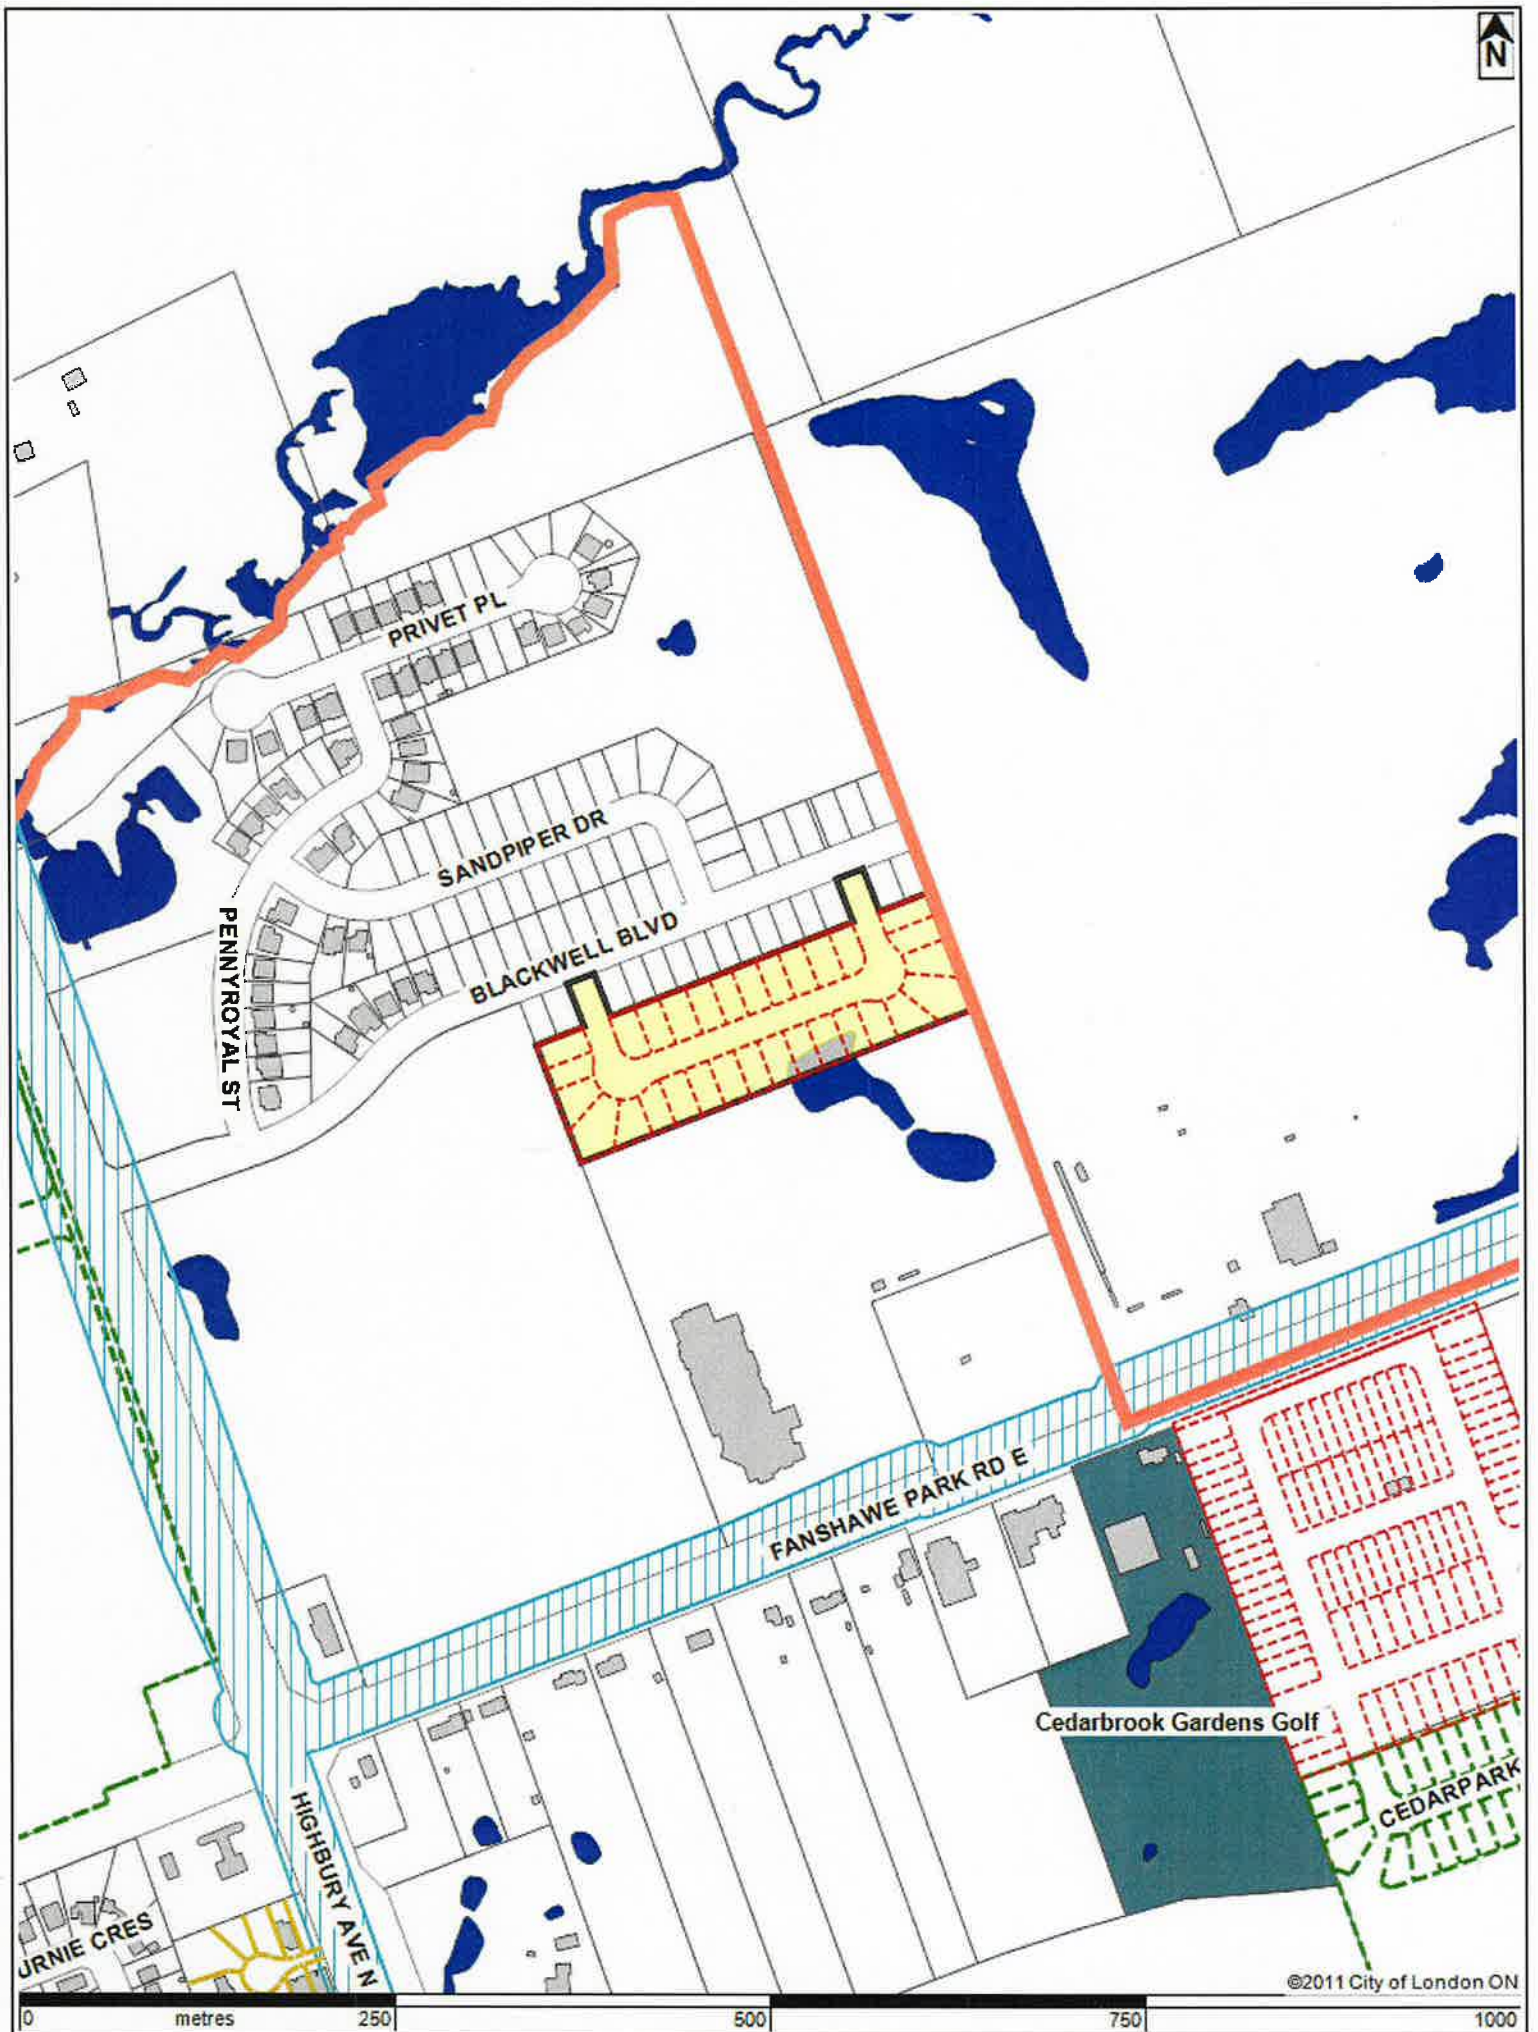 N
PRIVET PL
SANDPIPER DR
BLACKWELL BLVD
PENNYROYAL ST
FANSHAWE PARK RD E
Cedarbrook Gardens Golf
CEDARPARK
HIGHBURY AVE N
URNIE CRES
©2011 City of London ON
0 metres 250 500 750 1000